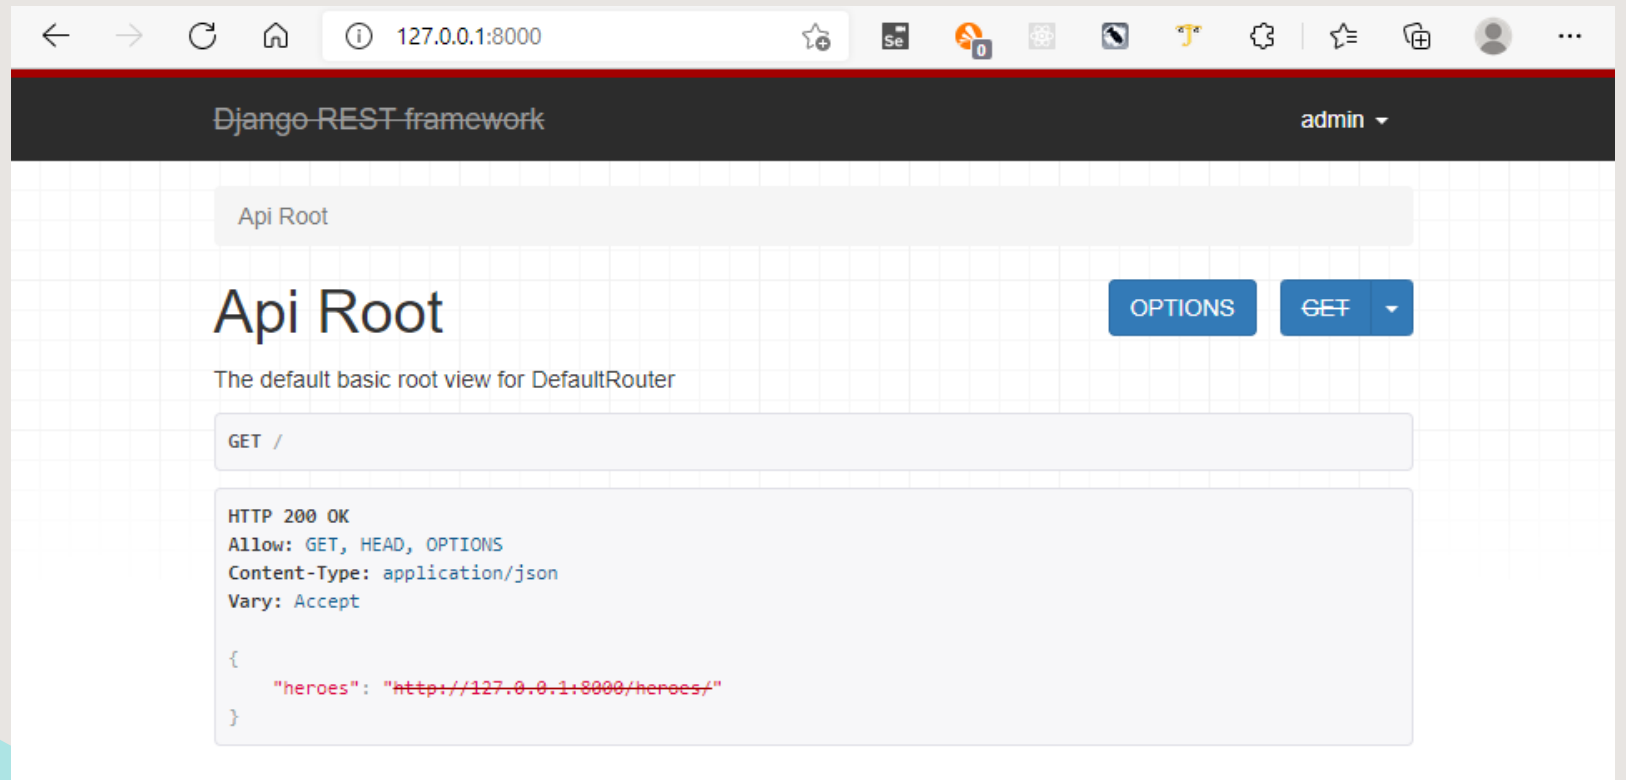 127.0.0.1:8000
Se
0
Django REST framework
admin
Api Root
Api Root
OPTIONS
GET
The default basic root view for DefaultRouter
GET /
HTTP 200 OK
Allow: GET, HEAD, OPTIONS
Content-Type: application/json
Vary: Accept
{
    "heroes": "http://127.0.0.1:8000/heroes/"
}